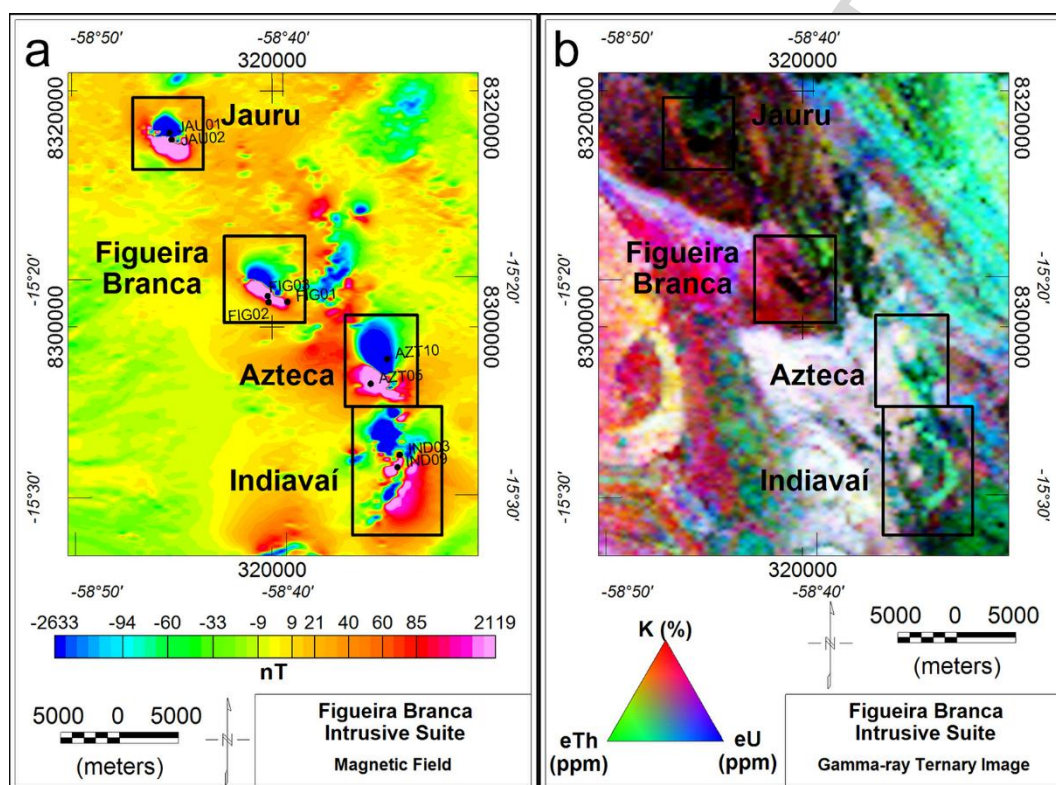 a
-58°50'
-58°40'
320000
8320000
8320000
Jauru
JAU01
JAU02
Figueira
Branca
FIG03
FIG01
FIG02
-15°20'
-15°20'
8300000
8300000
AZT10
Azteca
AZT05
IND03
IND09
Indiavaí
-15°30'
-15°30'
320000
-58°50'
-58°40'
-2633 -94 -60 -33 -9 9 21 40 60 85 2119
nT
5000 0 5000
(meters)
N
Figueira Branca
Intrusive Suite
Magnetic Field
b
-58°50'
-58°40'
320000
8320000
8320000
Jauru
Figueira
Branca
-15°20'
-15°20'
8300000
8300000
Azteca
Indiavaí
-15°30'
-15°30'
320000
-58°50'
-58°40'
K (%)
eTh
(ppm)
eU
(ppm)
N
5000 0 5000
(meters)
Figueira Branca
Intrusive Suite
Gamma-ray Ternary Image